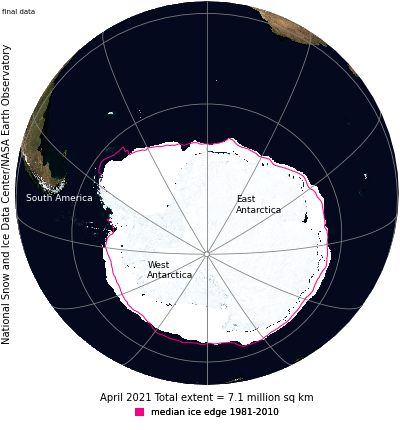 final data
National Snow and Ice Data Center/NASA Earth Observatory
South America
East
Antarctica
West
Antarctica
April 2021 Total extent = 7.1 million sq km
median ice edge 1981-2010